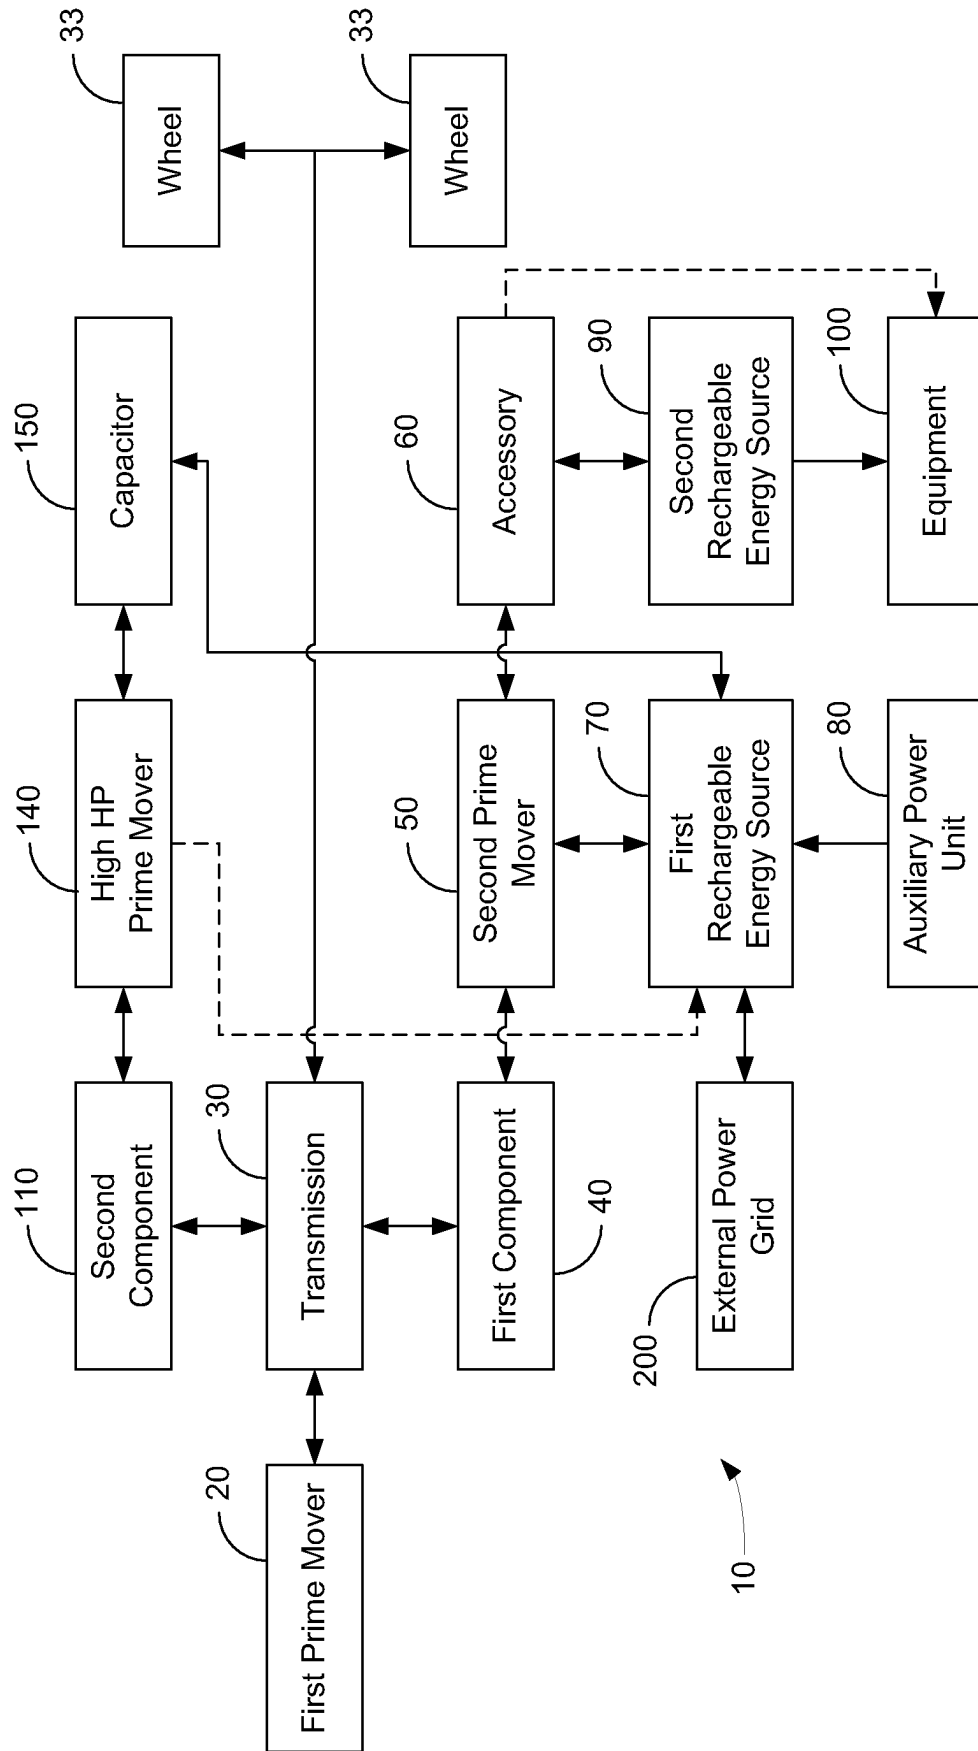 110
Second
Component
140
High HP
Prime Mover
150
Capacitor
33
Wheel
20
First Prime Mover
30
Transmission
33
Wheel
First Component
40
50
Second Prime
Mover
60
Accessory
200
External Power
Grid
70
First
Rechargeable
Energy Source
90
Second
Rechargeable
Energy Source
10
80
Auxiliary Power
Unit
100
Equipment